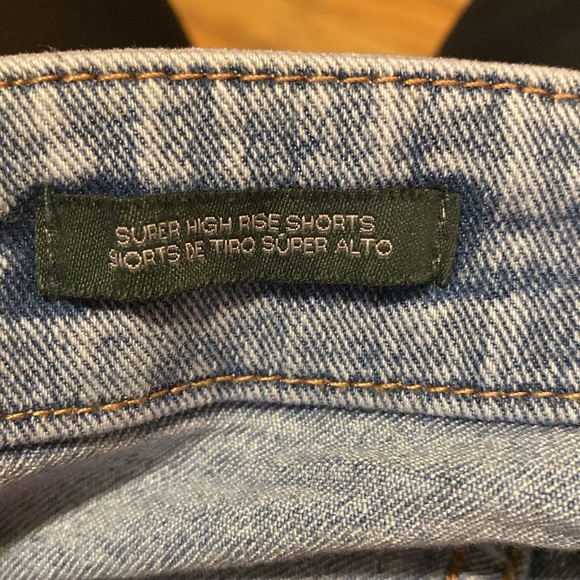 SUPER HIGH RISE SHORTS
SHORTS DE TIRO SÚPER ALTO